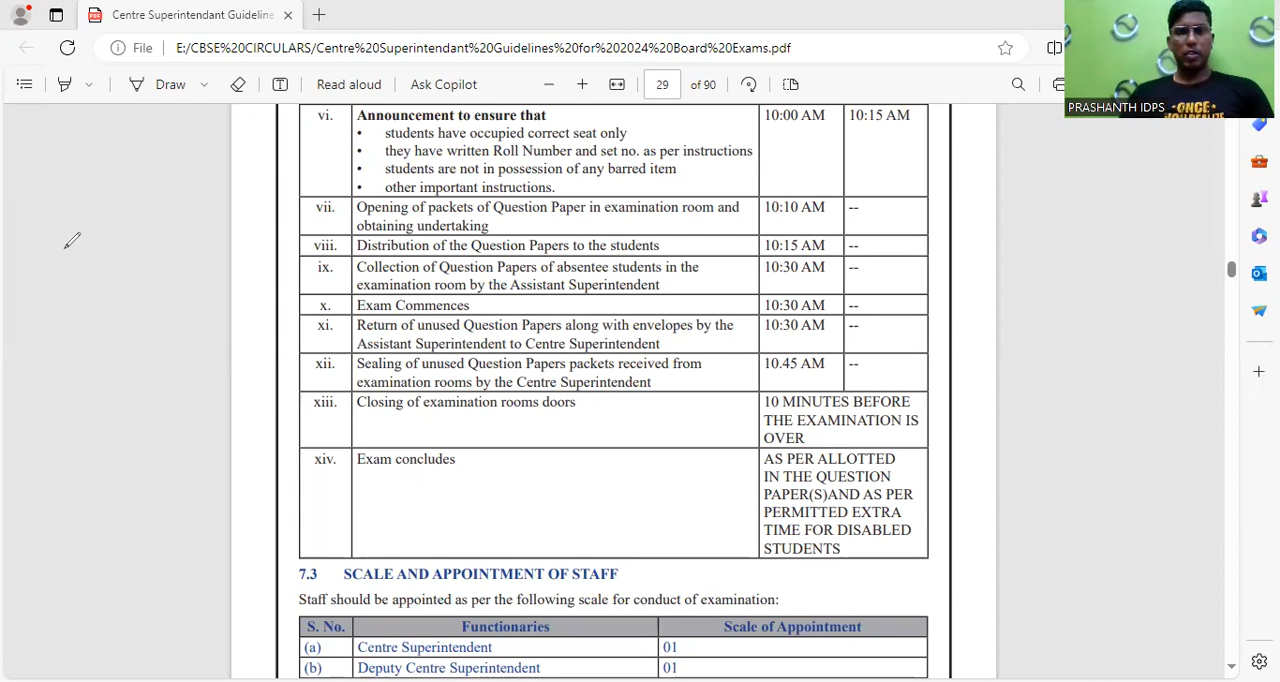 Centre Superintendant Guideline
File
E:/CBSE%20CIRCULARS/Centre%20Superintendant%20Guidelines%20for%202024%20Board%20Exams.pdf
Draw
Read aloud
Ask Copilot
29
of 90
PRASHANTH IDPS
ONCE
vi. Announcement to ensure that 10:00 AM 10:15 AM
• students have occupied correct seat only
• they have written Roll Number and set no. as per instructions
• students are not in possession of any barred item
• other important instructions.
vii. Opening of packets of Question Paper in examination room and 10:10 AM --
obtaining undertaking
viii. Distribution of the Question Papers to the students 10:15 AM --
ix. Collection of Question Papers of absentee students in the 10:30 AM --
examination room by the Assistant Superintendent
x. Exam Commences 10:30 AM --
xi. Return of unused Question Papers along with envelopes by the 10:30 AM --
Assistant Superintendent to Centre Superintendent
xii. Sealing of unused Question Papers packets received from 10.45 AM --
examination rooms by the Centre Superintendent
xiii. Closing of examination rooms doors 10 MINUTES BEFORE
THE EXAMINATION IS
OVER
xiv. Exam concludes AS PER ALLOTTED
IN THE QUESTION
PAPER(S)AND AS PER
PERMITTED EXTRA
TIME FOR DISABLED
STUDENTS
7.3 SCALE AND APPOINTMENT OF STAFF
Staff should be appointed as per the following scale for conduct of examination:
S. No. Functionaries Scale of Appointment
(a) Centre Superintendent 01
(b) Deputy Centre Superintendent 01